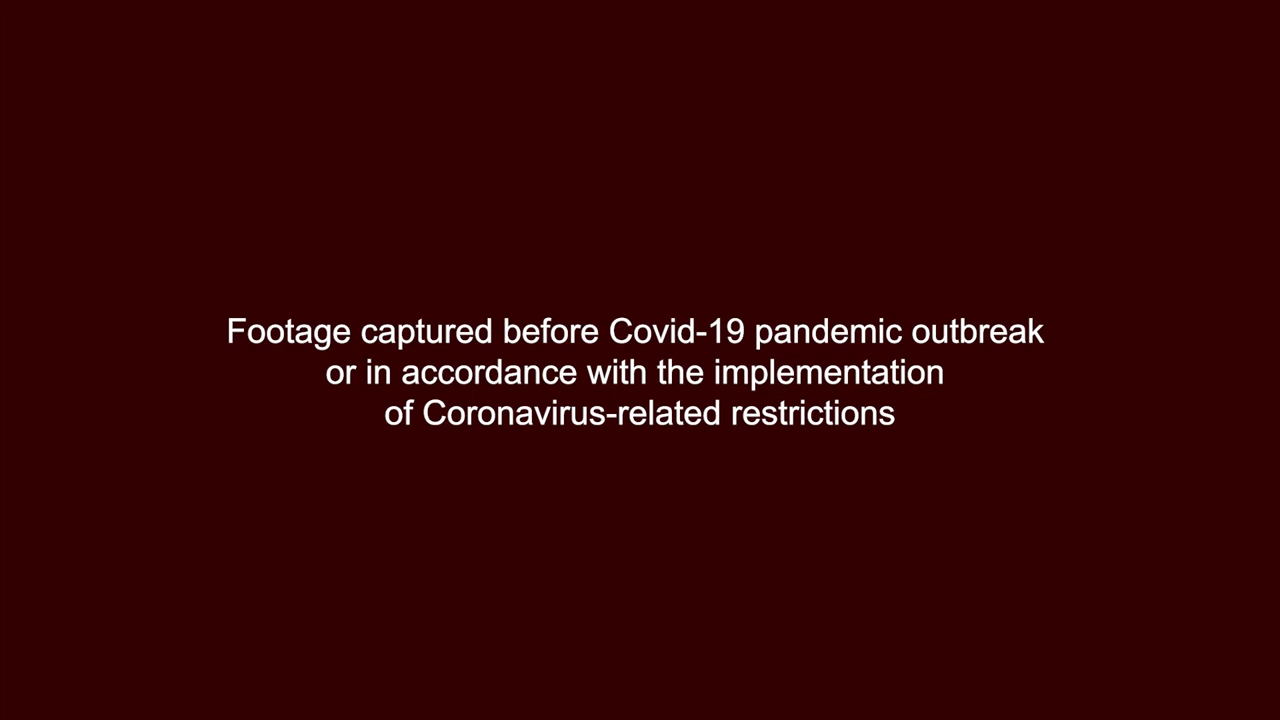 Footage captured before Covid-19 pandemic outbreak
or in accordance with the implementation
of Coronavirus-related restrictions